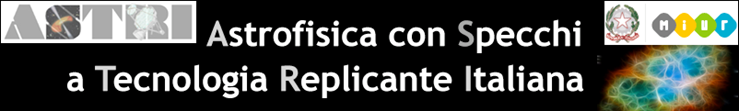 ASTRI
Astrofisica con Specchi
a Tecnologia Replicante Italiana
miur